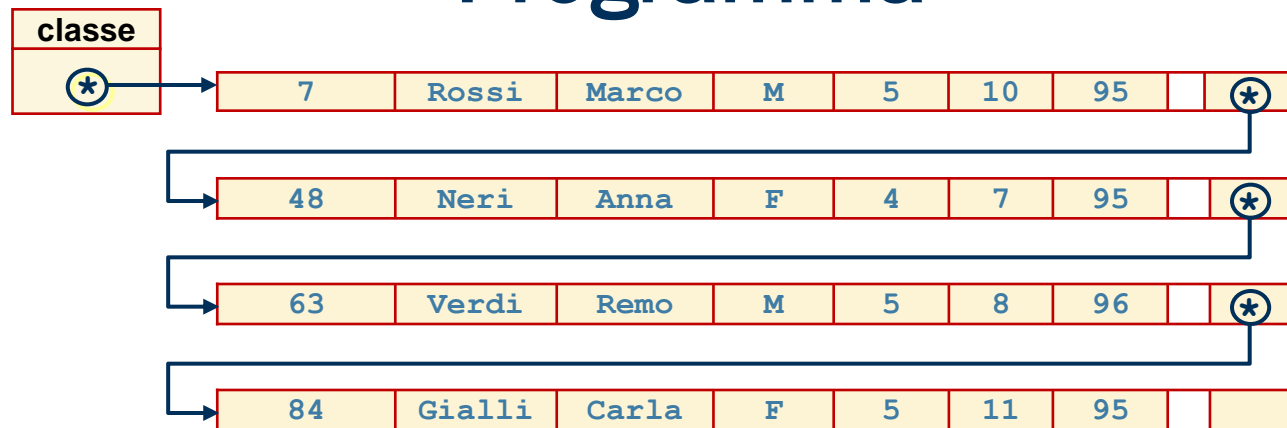 Programma
classe
* 7 Rossi Marco M 5 10 95 *
48 Neri Anna F 4 7 95 *
63 Verdi Remo M 5 8 96 *
84 Gialli Carla F 5 11 95